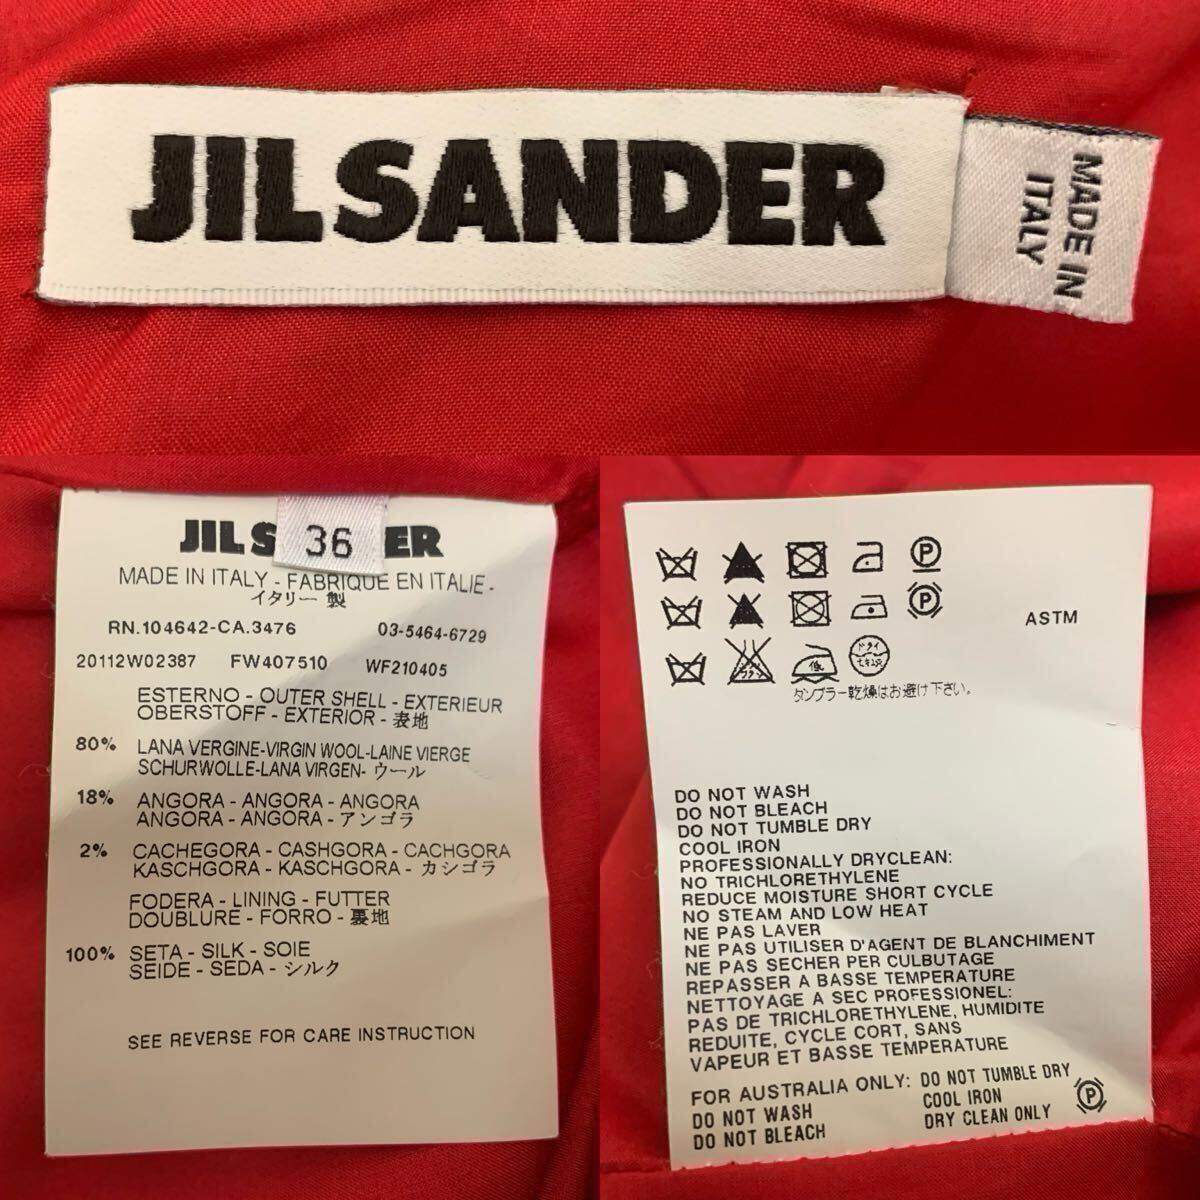 JIL SANDER
MADE IN
ITALY
36
MADE IN ITALY - FABRIQUE EN ITALIE -
イタリー 製
RN.104642-CA.3476 03-5464-6729
20112W02387 FW407510 WF210405
ESTERNO - OUTER SHELL - EXTERIEUR
OBERSTOFF - EXTERIOR - 表地
80% LANA VERGINE-VIRGIN WOOL-LAINE VIERGE
SCHURWOLLE-LANA VIRGEN- ウール
18% ANGORA - ANGORA - ANGORA
ANGORA - ANGORA - アンゴラ
2% CACHEGORA - CASHGORA - CACHGORA
KASCHGORA - KASCHGORA - カシゴラ
FODERA - LINING - FUTTER
DOUBLURE - FORRO - 裏地
100% SETA - SILK - SOIE
SEIDE - SEDA - シルク
SEE REVERSE FOR CARE INSTRUCTION
P
P
ASTM
低
ドライ
タンブラー乾燥はお避け下さい。
DO NOT WASH
DO NOT BLEACH
DO NOT TUMBLE DRY
COOL IRON
PROFESSIONALLY DRYCLEAN:
NO TRICHLORETHYLENE
REDUCE MOISTURE SHORT CYCLE
NO STEAM AND LOW HEAT
NE PAS LAVER
NE PAS UTILISER D'AGENT DE BLANCHIMENT
NE PAS SECHER PAR CULBUTAGE
REPASSER A BASSE TEMPERATURE
NETTOYAGE A SEC PROFESSIONEL:
PAS DE TRICHLORETHYLENE, HUMIDITE
REDUITE, CYCLE CORT, SANS
VAPEUR ET BASSE TEMPERATURE
FOR AUSTRALIA ONLY: DO NOT TUMBLE DRY
COOL IRON
DO NOT WASH
DRY CLEAN ONLY
DO NOT BLEACH
P